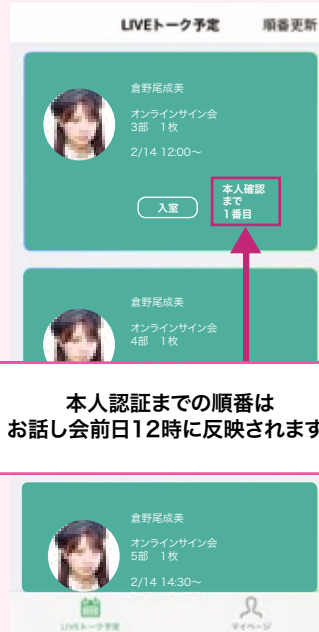 LIVEトーク予定
順番更新
倉野尾成美
オンラインサイン会
3部 1枚
2/14 12:00〜
入室
本人確認
まで
1番目
倉野尾成美
オンラインサイン会
4部 1枚
本人認証までの順番は
お話し会前日12時に反映されます
倉野尾成美
オンラインサイン会
5部 1枚
2/14 14:30〜
LIVEトーク予定
マイページ